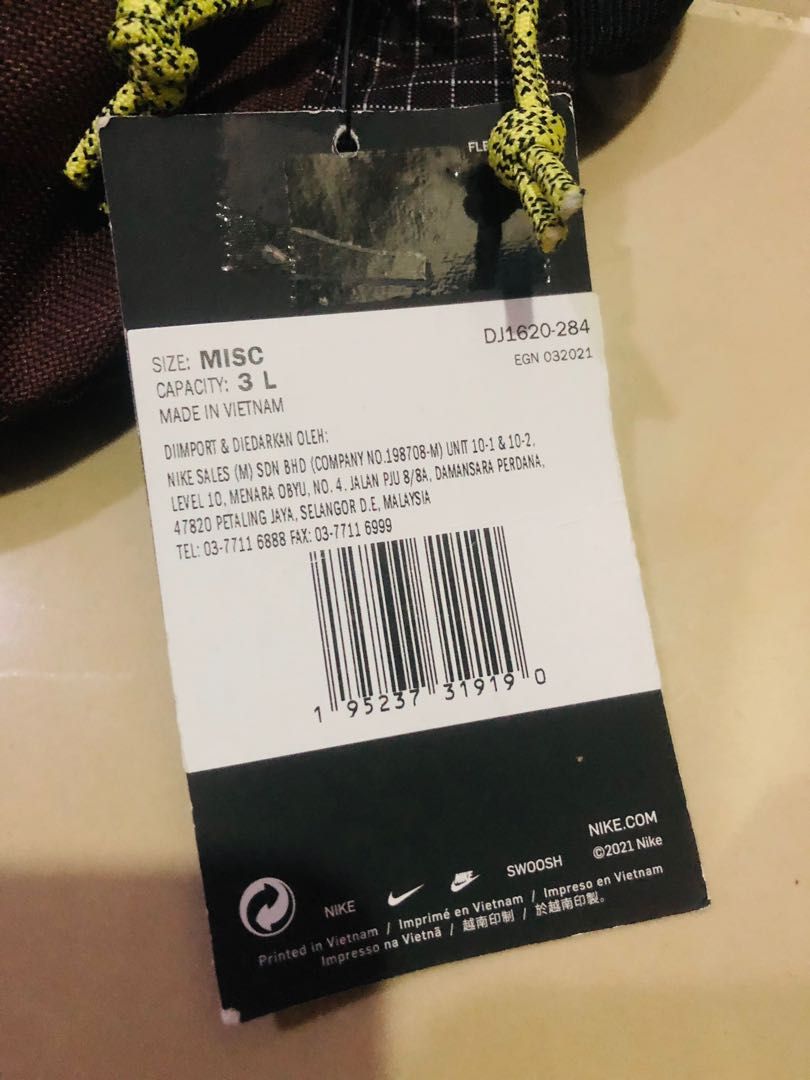 SIZE: MISC
DJ1620-284
CAPACITY: 3 L
EGN 032021
MADE IN VIETNAM
DIIMPORT & DIEDARKAN OLEH:
NIKE SALES (M) SDN BHD (COMPANY NO.198708-M) UNIT 10-1 & 10-2,
LEVEL 10, MENARA OBYU, NO. 4, JALAN PJU 8/8A, DAMANSARA PERDANA,
47820 PETALING JAYA, SELANGOR D.E, MALAYSIA
TEL: 03-7711 6888 FAX: 03-7711 6999
1 95237 31919 0
NIKE.COM
©2021 Nike
NIKE SWOOSH
Printed in Vietnam / Imprimé en Vietnam / Impreso en Vietnam
Impresso na Vietnã / 越南印制 / 於越南印製。